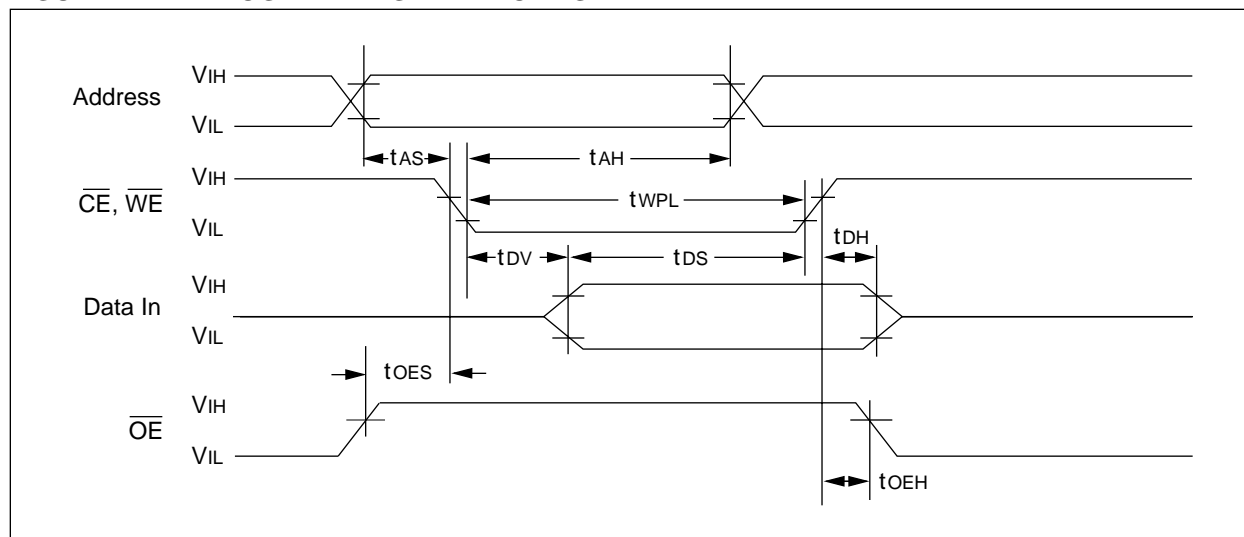 Address
VIH
VIL
tAS
tAH
CE, WE
VIH
VIL
tWPL
tDV
tDS
tDH
Data In
VIH
VIL
tOES
OE
VIH
VIL
tOEH